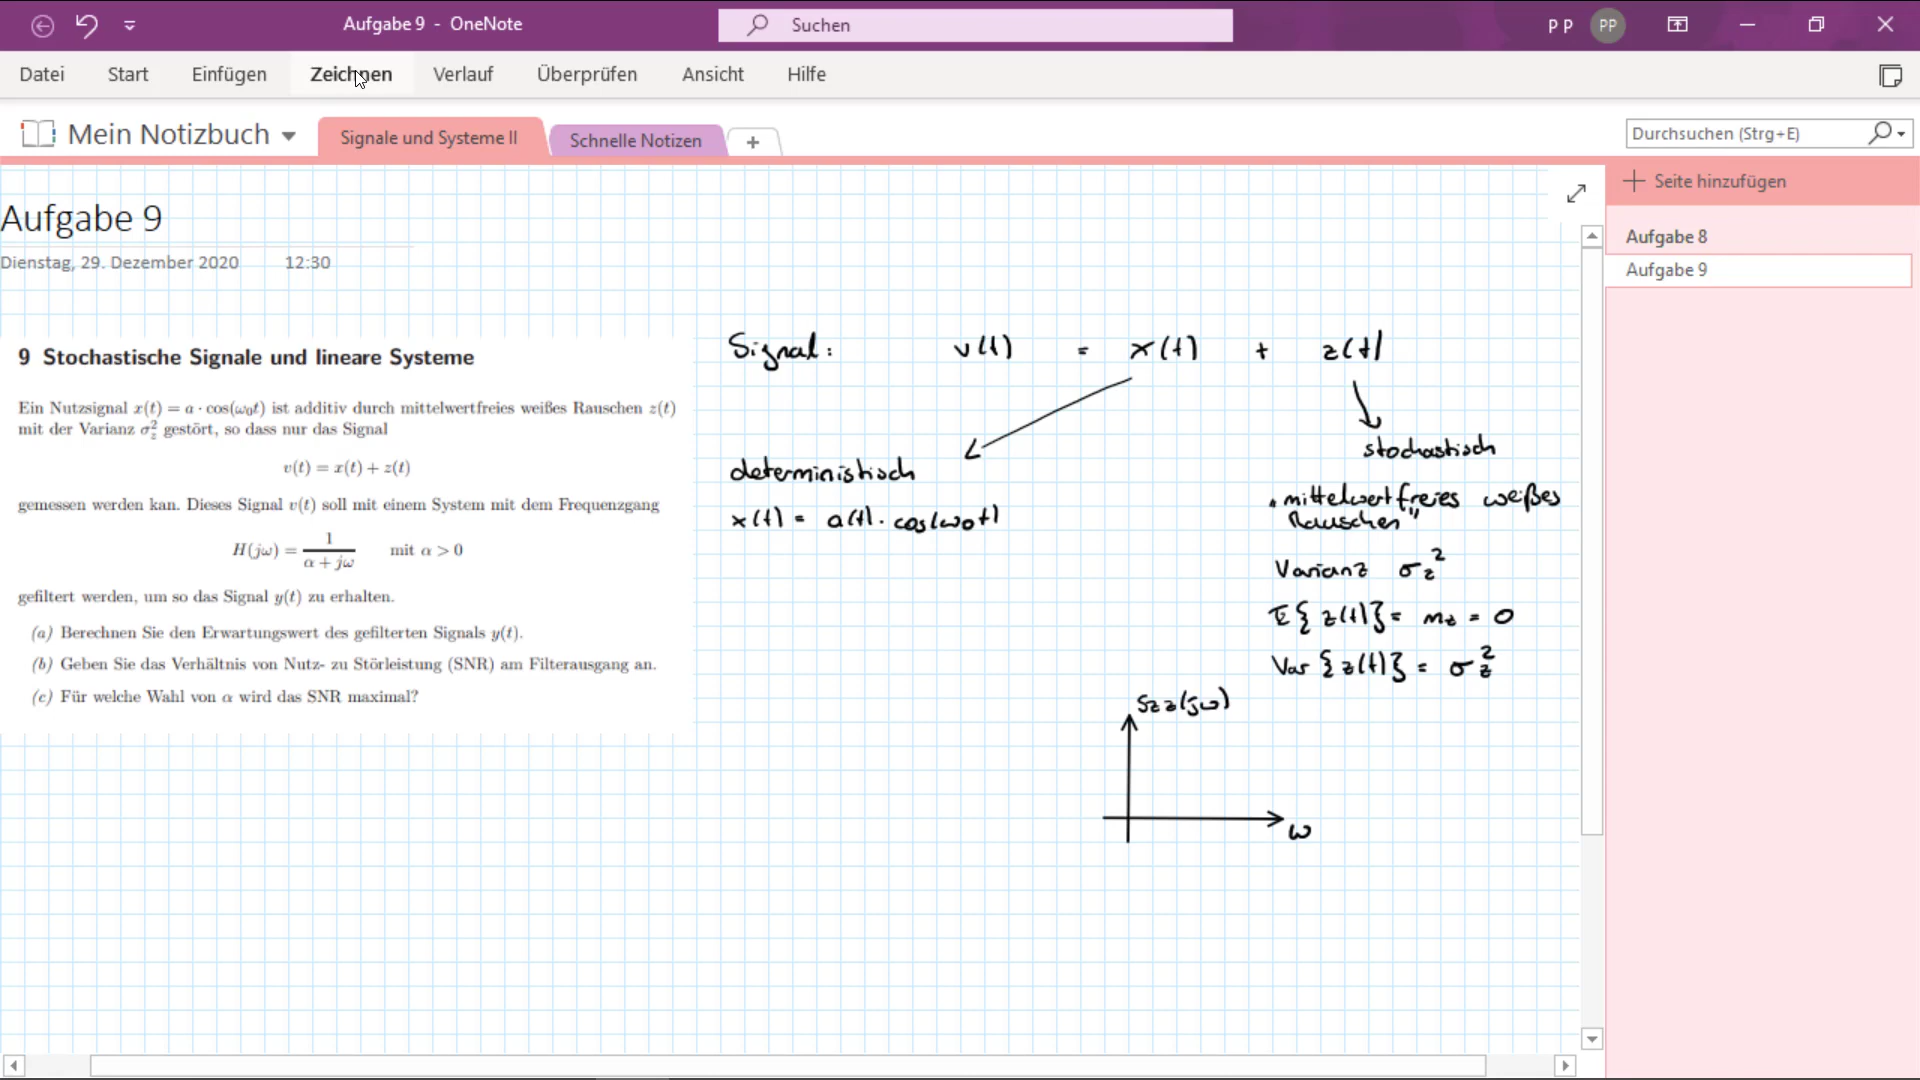 Aufgabe 9 - OneNote
Suchen
P P
PP
Datei Start Einfügen Zeichnen Verlauf Überprüfen Ansicht Hilfe
Mein Notizbuch
Signale und Systeme II
Schnelle Notizen
+
Durchsuchen (Strg+E)
Seite hinzufügen
Aufgabe 8
Aufgabe 9
Aufgabe 9
Dienstag, 29. Dezember 2020 12:30
9 Stochastische Signale und lineare Systeme
Ein Nutzsignal x(t) = a · cos(ω₀t) ist additiv durch mittelwertfreies weißes Rauschen z(t)
mit der Varianz σ_z² gestört, so dass nur das Signal
v(t) = x(t) + z(t)
gemessen werden kan. Dieses Signal v(t) soll mit einem System mit dem Frequenzgang
H(jω) = 1 / (α + jω) mit α > 0
gefiltert werden, um so das Signal y(t) zu erhalten.
(a) Berechnen Sie den Erwartungswert des gefilterten Signals y(t).
(b) Geben Sie das Verhältnis von Nutz- zu Störleistung (SNR) am Filterausgang an.
(c) Für welche Wahl von α wird das SNR maximal?
Signal: v(t) = x(t) + z(t)
deterministisch
x(t) = a(t) · cos(ω₀t)
stochastisch
"mittelwertfreies weißes
Rauschen"
Varianz σ_z²
E{z(t)} = m_z = 0
Var{z(t)} = σ_z²
S_zz(jω)
ω